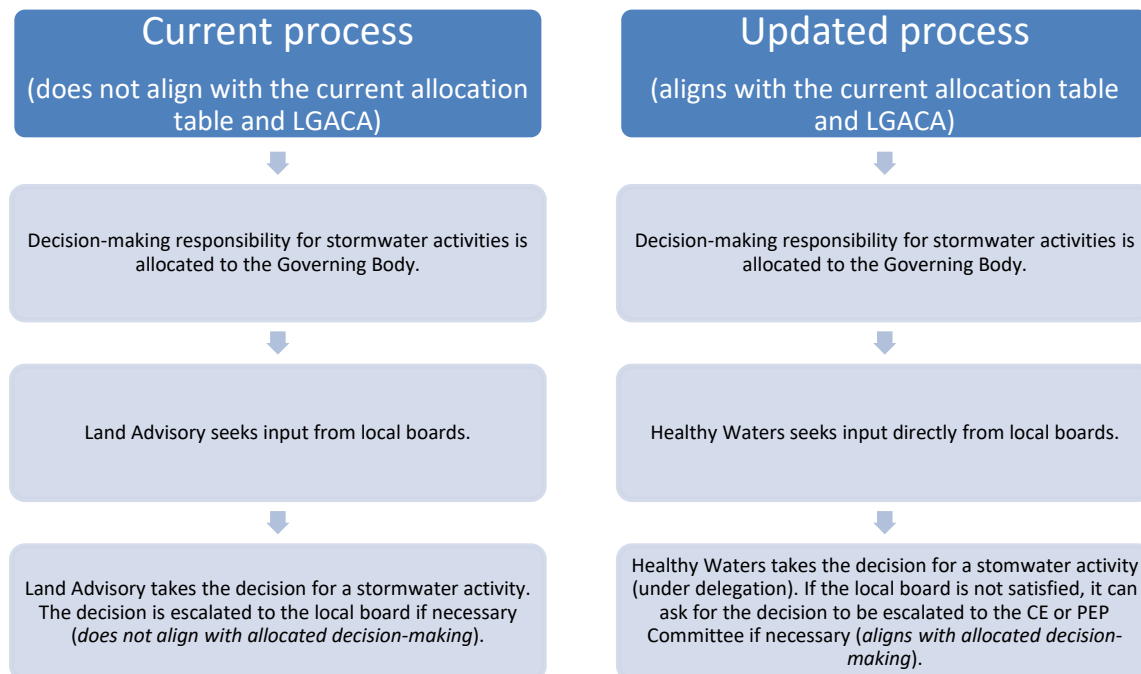 Current process
(does not align with the current allocation
table and LGACA)
Decision-making responsibility for stormwater activities is
allocated to the Governing Body.
Land Advisory seeks input from local boards.
Land Advisory takes the decision for a stormwater activity.
The decision is escalated to the local board if necessary
(does not align with allocated decision-making).
Updated process
(aligns with the current allocation table
and LGACA)
Decision-making responsibility for stormwater activities is
allocated to the Governing Body.
Healthy Waters seeks input directly from local boards.
Healthy Waters takes the decision for a stomwater activity
(under delegation). If the local board is not satisfied, it can
ask for the decision to be escalated to the CE or PEP
Committee if necessary (aligns with allocated decision-
making).